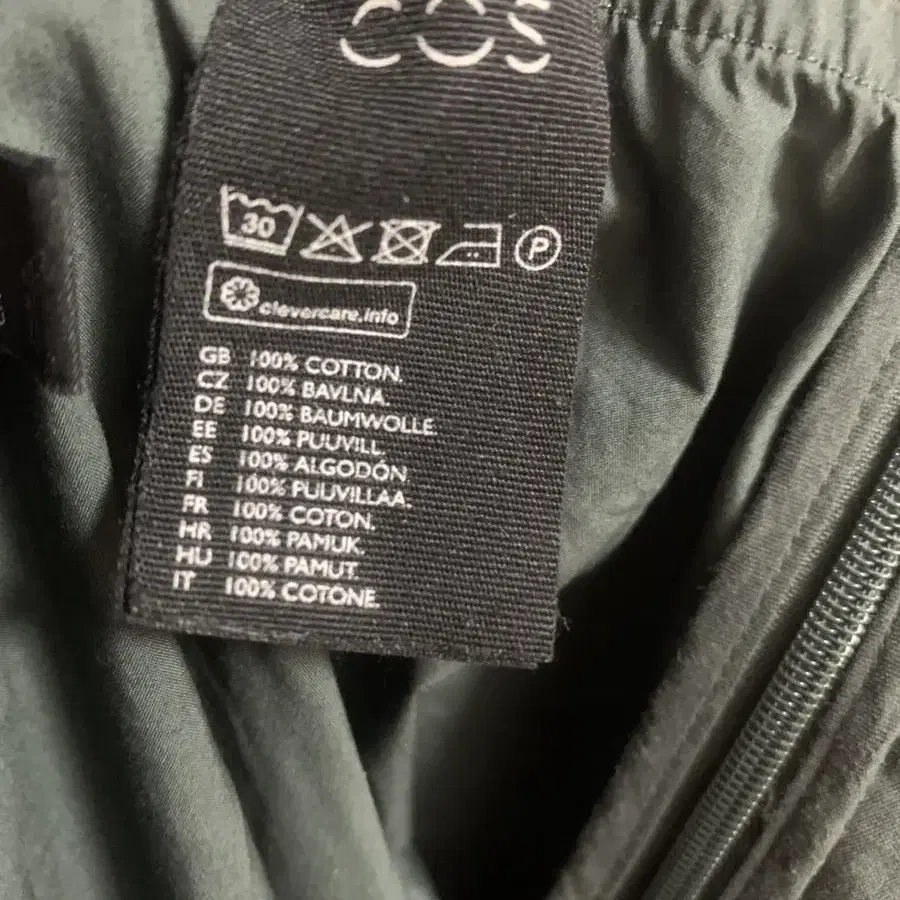 COS
30 P
clevercare.info
GB 100% COTTON.
CZ 100% BAVLNA.
DE 100% BAUMWOLLE.
EE 100% PUUVILL.
ES 100% ALGODÓN.
FI 100% PUUVILLAA.
FR 100% COTON.
HR 100% PAMUK.
HU 100% PAMUT.
IT 100% COTONE.